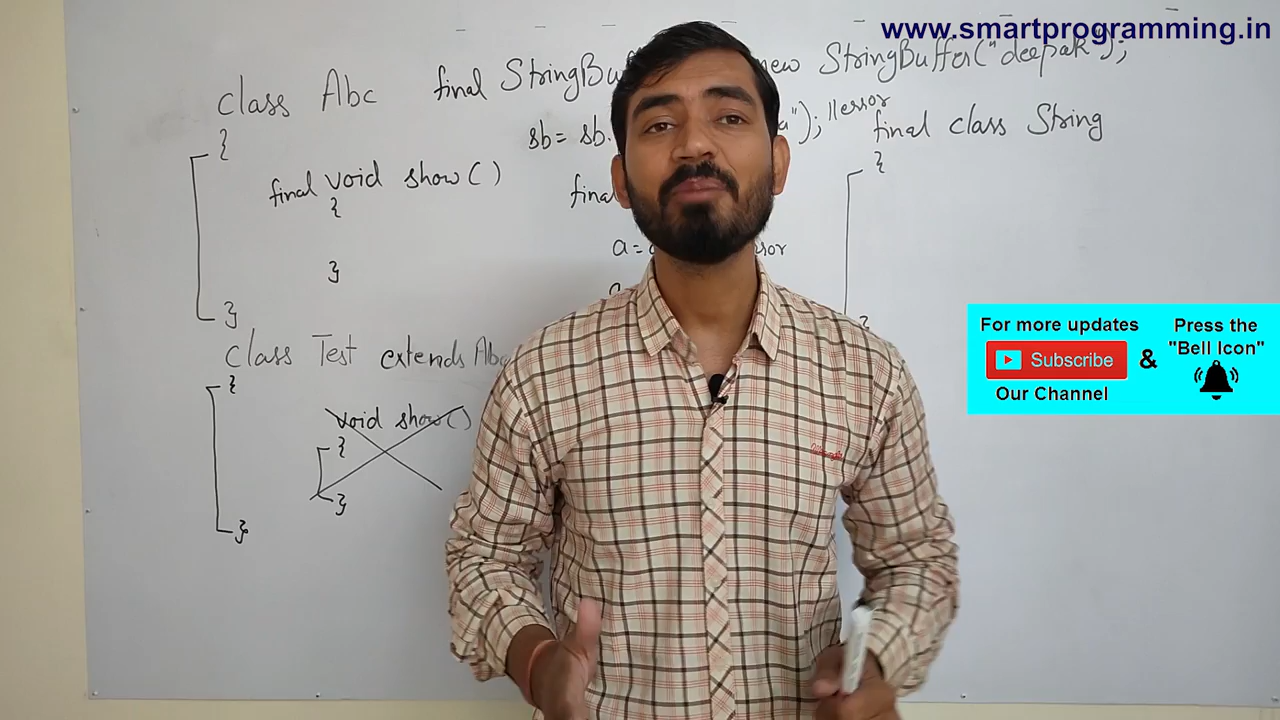 www.smartprogramming.in
class Abc
final StringBu
new StringBuffer("deepak");
{
sb= sb.
a"); //error
final class String
{
final void show()
{
final
a=
}
}
}
class Test extends Abc
{
void show()
{
}
}
For more updates
Subscribe
Our Channel
&
Press the
"Bell Icon"